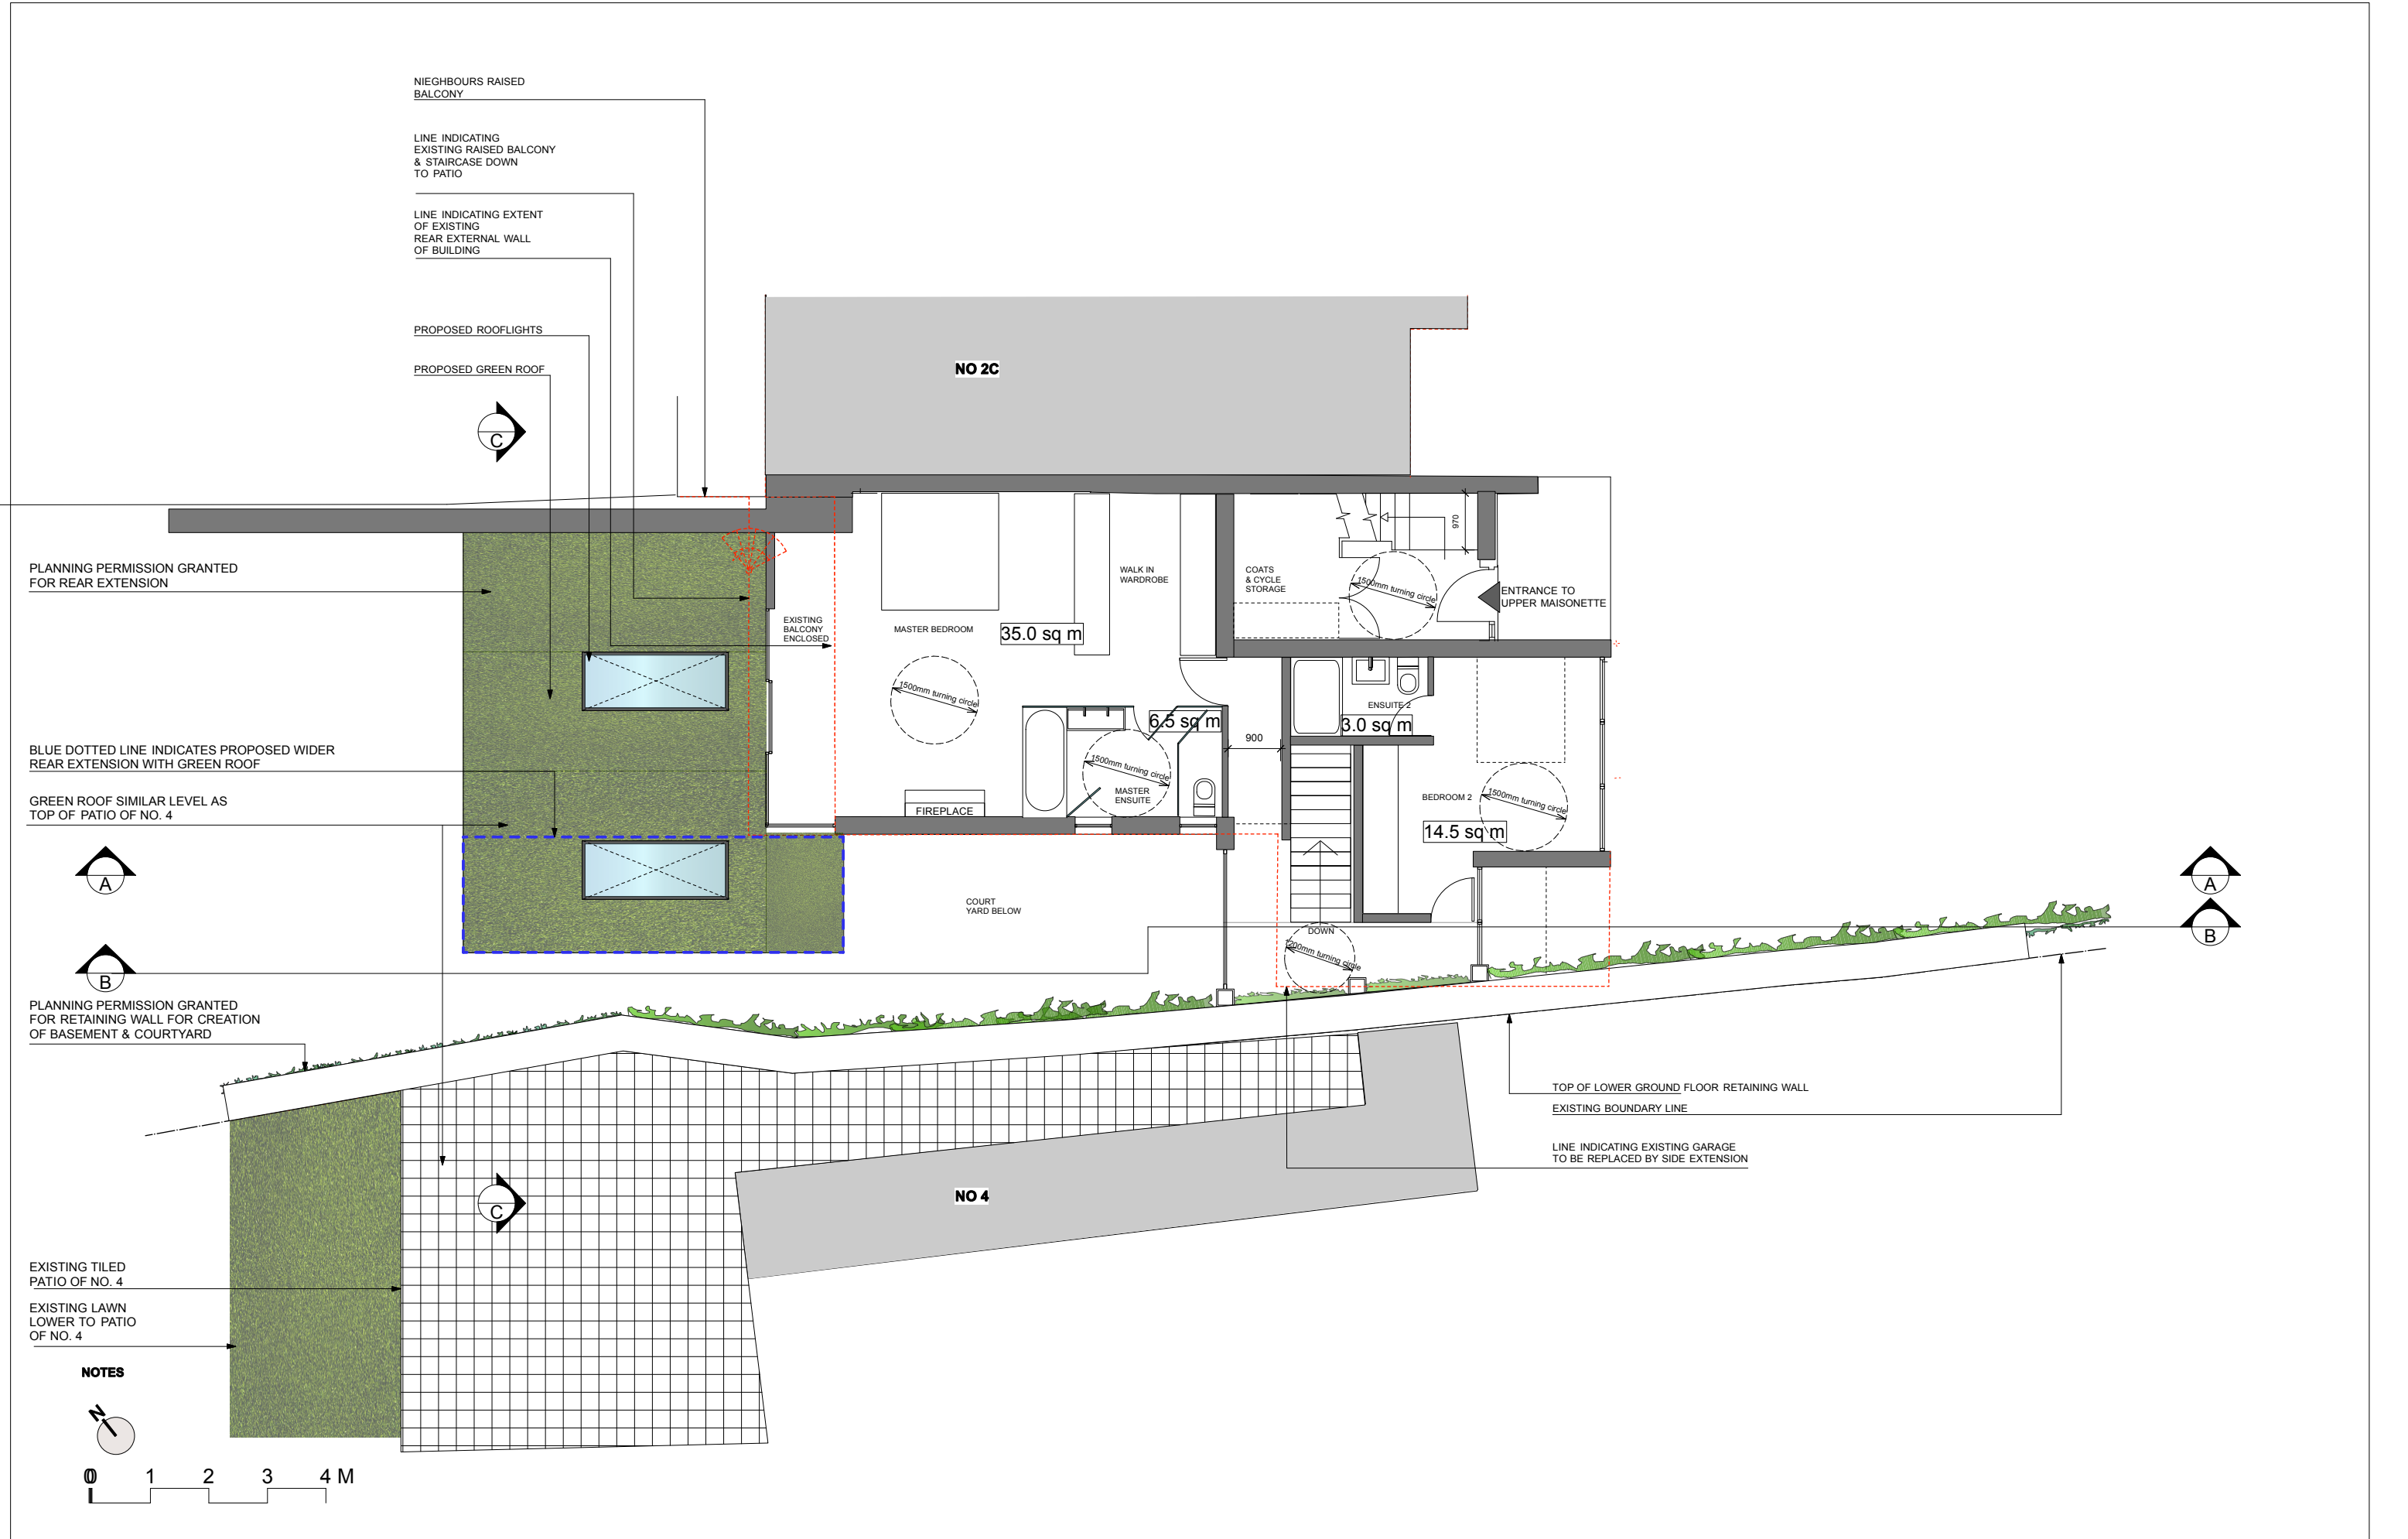 NIEGHBOURS RAISED
BALCONY
LINE INDICATING
EXISTING RAISED BALCONY
& STAIRCASE DOWN
TO PATIO
LINE INDICATING EXTENT
OF EXISTING
REAR EXTERNAL WALL
OF BUILDING
PROPOSED ROOFLIGHTS
PROPOSED GREEN ROOF
NO 2C
C
PLANNING PERMISSION GRANTED
FOR REAR EXTENSION
EXISTING
BALCONY
ENCLOSED
MASTER BEDROOM
35.0 sq m
WALK IN
WARDROBE
COATS
& CYCLE
STORAGE
970
1500mm turning circle
ENTRANCE TO
UPPER MAISONETTE
1500mm turning circle
6.5 sq m
900
ENSUITE 2
3.0 sq m
BLUE DOTTED LINE INDICATES PROPOSED WIDER
REAR EXTENSION WITH GREEN ROOF
1500mm turning circle
MASTER
ENSUITE
BEDROOM 2
1500mm turning circle
14.5 sq m
GREEN ROOF SIMILAR LEVEL AS
TOP OF PATIO OF NO. 4
FIREPLACE
A
A
COURT
YARD BELOW
DOWN
1200mm turning circle
B
B
PLANNING PERMISSION GRANTED
FOR RETAINING WALL FOR CREATION
OF BASEMENT & COURTYARD
TOP OF LOWER GROUND FLOOR RETAINING WALL
EXISTING BOUNDARY LINE
LINE INDICATING EXISTING GARAGE
TO BE REPLACED BY SIDE EXTENSION
NO 4
C
EXISTING TILED
PATIO OF NO. 4
EXISTING LAWN
LOWER TO PATIO
OF NO. 4
NOTES
N
0 1 2 3 4 M